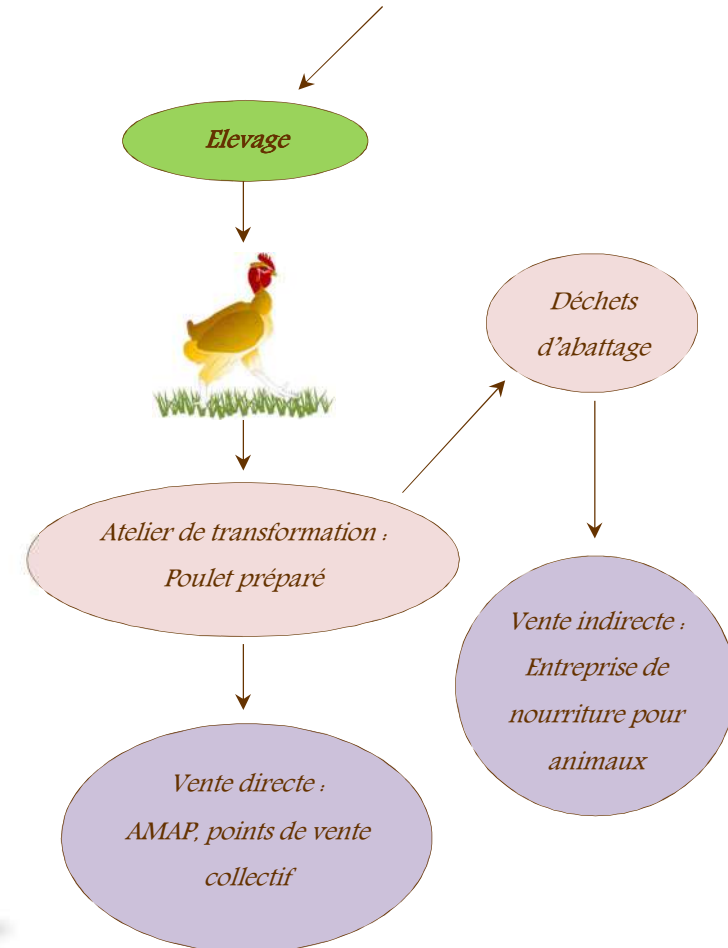 Elevage
Déchets
d’abattage
Atelier de transformation :
Poulet préparé
Vente indirecte :
Entreprise de
nourriture pour
animaux
Vente directe :
AMAP, points de vente
collectif